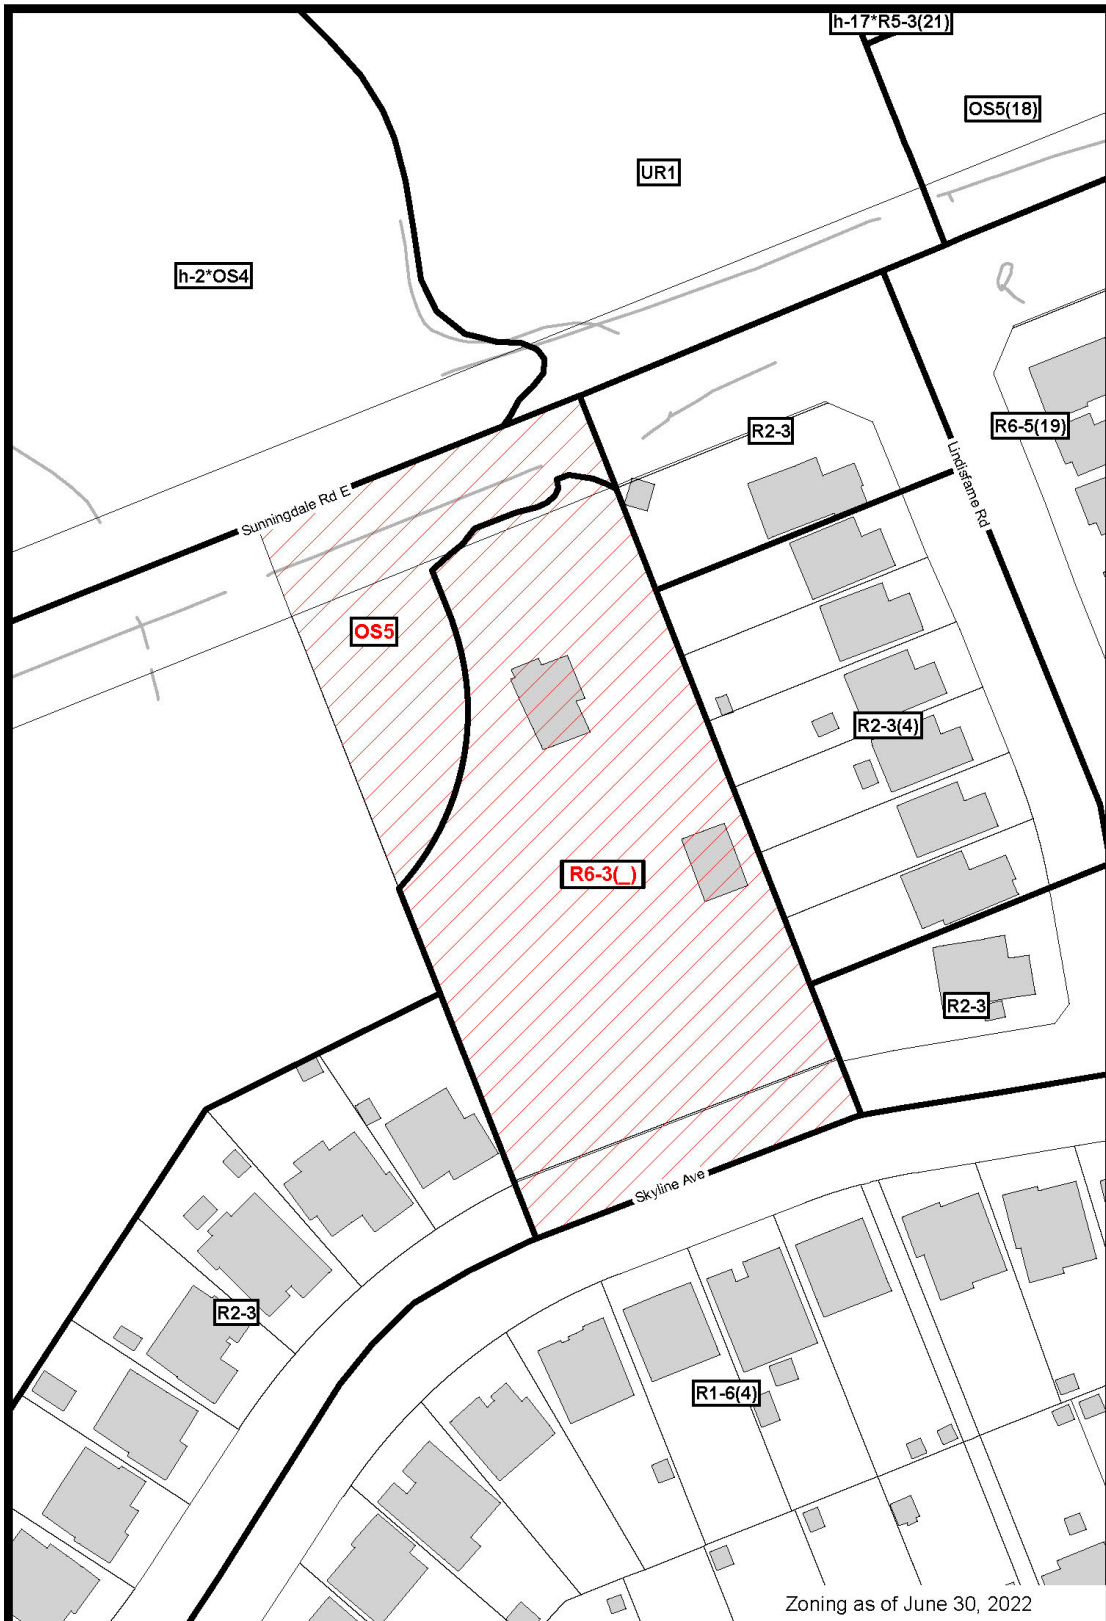 h-17*R5-3(21)
OS5(18)
UR1
h-2*OS4
R2-3
R6-5(19)
Lindisfarne Rd
Sunningdale Rd E
OS5
R2-3(4)
R6-3(_)
R2-3
Skyline Ave
R2-3
R1-6(4)
Zoning as of June 30, 2022